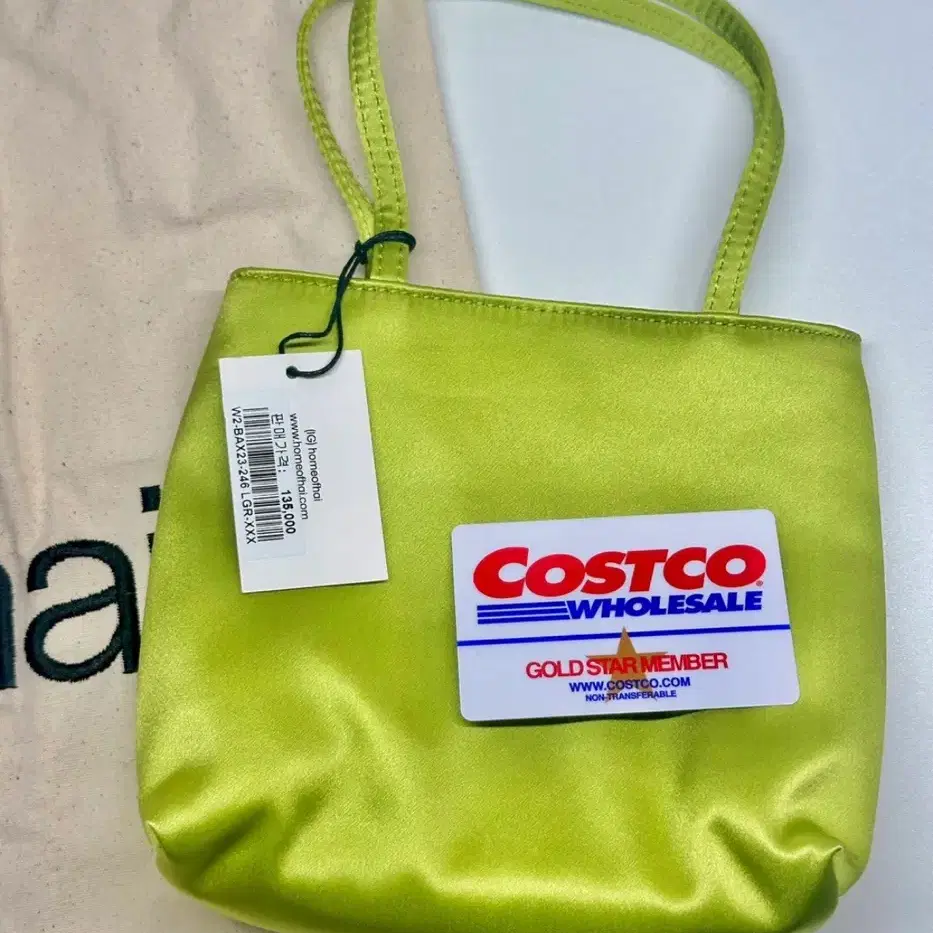 hai
(IG) homeofhai
www.homeofhai.com
판매가격: 135,000
W2-BAX23-246 LGR-XXX
COSTCO
WHOLESALE
GOLD STAR MEMBER
WWW.COSTCO.COM
NON-TRANSFERABLE